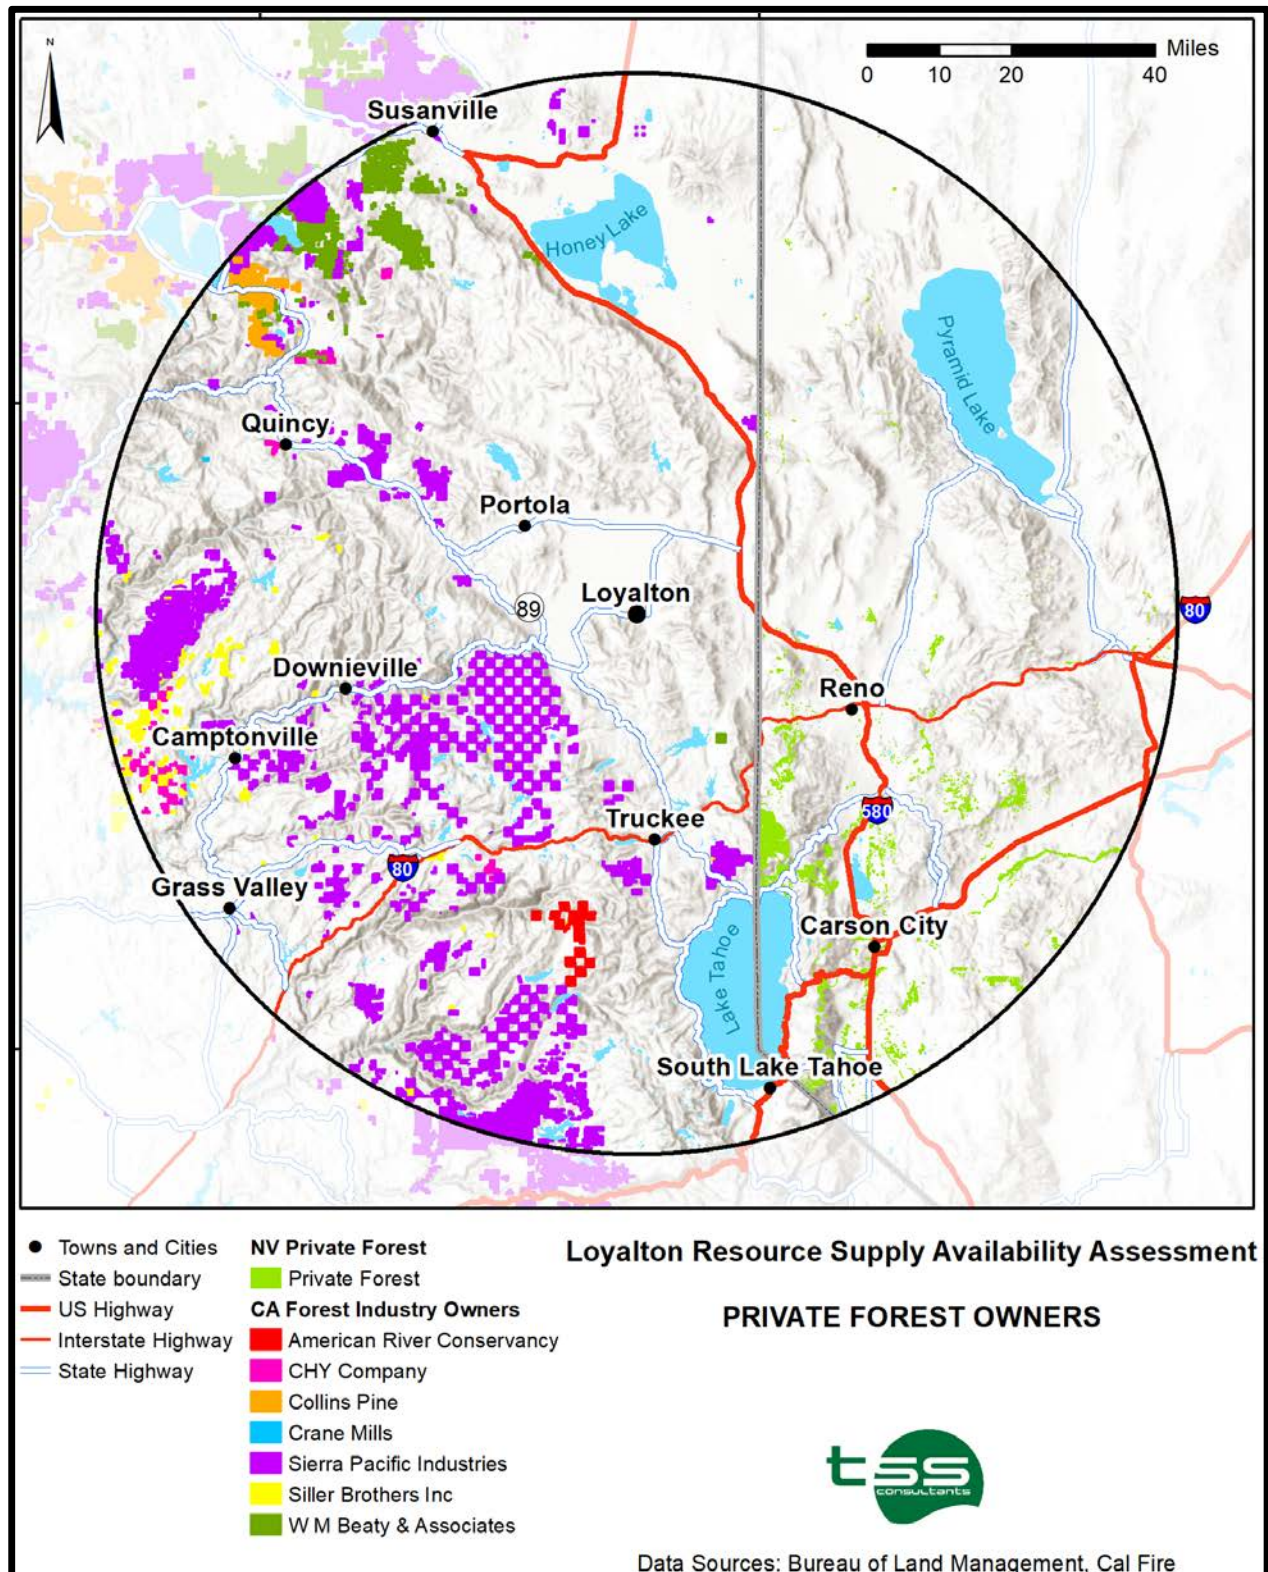 N
Miles
0 10 20 40
Susanville
Honey Lake
Pyramid Lake
Quincy
Portola
Loyalton
89
80
Downieville
Reno
Camptonville
580
Truckee
80
Grass Valley
Carson City
Lake Tahoe
South Lake Tahoe
Towns and Cities
State boundary
US Highway
Interstate Highway
State Highway
NV Private Forest
Private Forest
CA Forest Industry Owners
American River Conservancy
CHY Company
Collins Pine
Crane Mills
Sierra Pacific Industries
Siller Brothers Inc
W M Beaty & Associates
Loyalton Resource Supply Availability Assessment
PRIVATE FOREST OWNERS
tss
consultants
Data Sources: Bureau of Land Management, Cal Fire